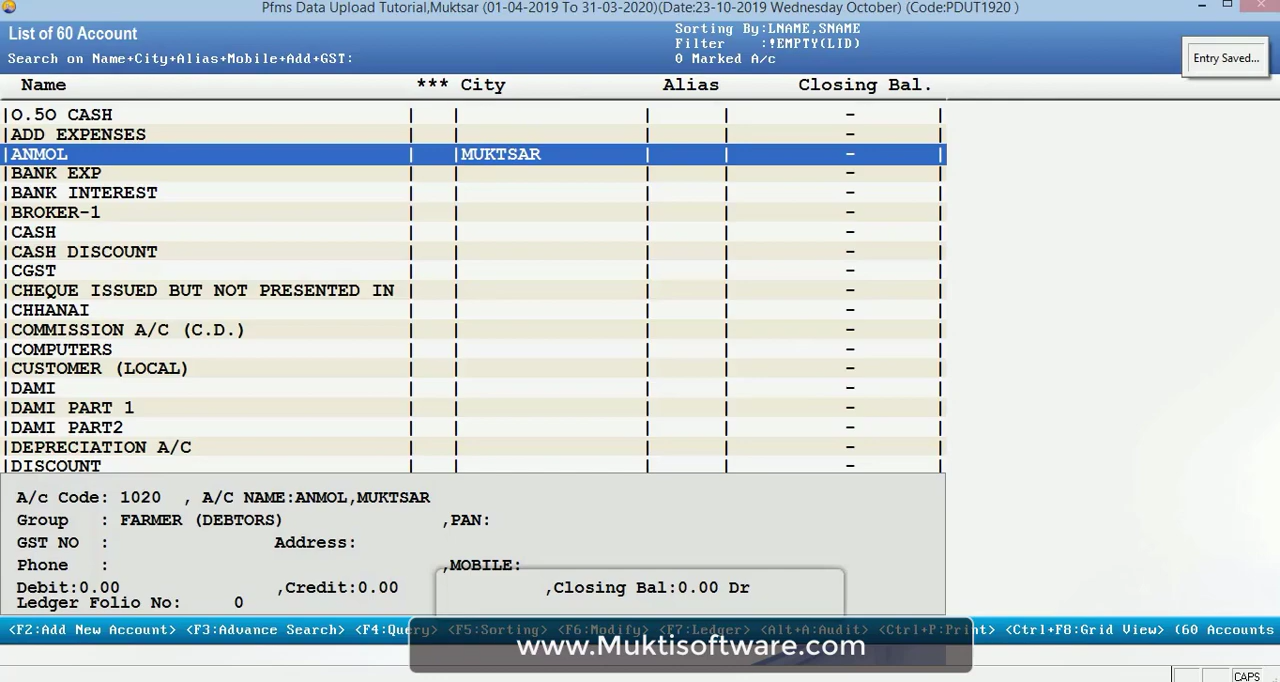 Pfms Data Upload Tutorial,Muktsar (01-04-2019 To 31-03-2020)(Date:23-10-2019 Wednesday October) (Code:PDUT1920 )
List of 60 Account
Sorting By:LNAME,SNAME
Filter :!EMPTY(LID)
Search on Name+City+Alias+Mobile+Add+GST:
0 Marked A/c
Entry Saved...
Name *** City Alias Closing Bal.
|0.50 CASH | | | | - |
|ADD EXPENSES | | | | - |
|ANMOL | |MUKTSAR | | - |
|BANK EXP | | | | - |
|BANK INTEREST | | | | - |
|BROKER-1 | | | | - |
|CASH | | | | - |
|CASH DISCOUNT | | | | - |
|CGST | | | | - |
|CHEQUE ISSUED BUT NOT PRESENTED IN | | | | - |
|CHHANAI | | | | - |
|COMMISSION A/C (C.D.) | | | | - |
|COMPUTERS | | | | - |
|CUSTOMER (LOCAL) | | | | - |
|DAMI | | | | - |
|DAMI PART 1 | | | | - |
|DAMI PART2 | | | | - |
|DEPRECIATION A/C | | | | - |
|DISCOUNT | | | | - |
A/c Code: 1020 , A/C NAME:ANMOL,MUKTSAR
Group : FARMER (DEBTORS) ,PAN:
GST NO : Address:
Phone : ,MOBILE:
Debit:0.00 ,Credit:0.00 ,Closing Bal:0.00 Dr
Ledger Folio No: 0
<F2:Add New Account> <F3:Advance Search> <F4:Query> <F5:Sorting> <F6:Modify> <F7:Ledger> <Alt+A:Audit> <Ctrl+P:Print> <Ctrl+F8:Grid View> (60 Accounts
www.Muktisoftware.com
CAPS